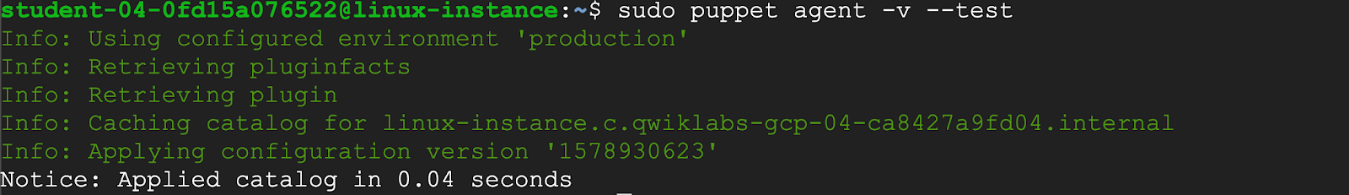 student-04-0fd15a076522@linux-instance:~$ sudo puppet agent -v --test
Info: Using configured environment 'production'
Info: Retrieving pluginfacts
Info: Retrieving plugin
Info: Caching catalog for linux-instance.c.qwiklabs-gcp-04-ca8427a9fd04.internal
Info: Applying configuration version '1578930623'
Notice: Applied catalog in 0.04 seconds